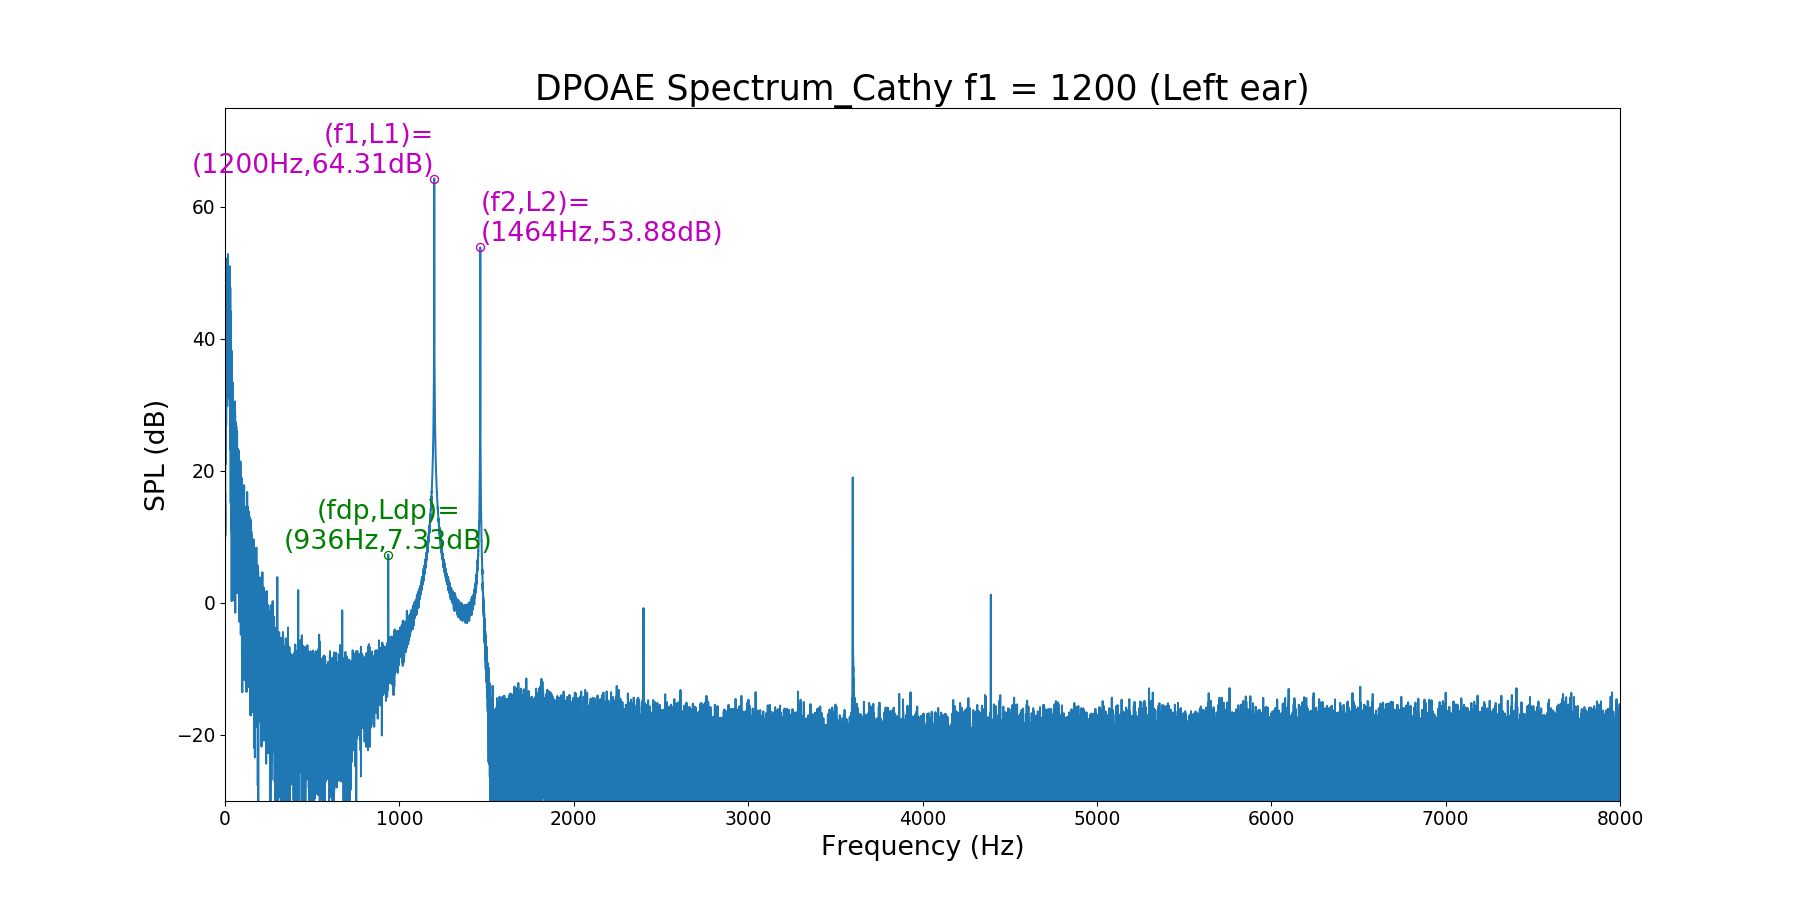 DPOAE Spectrum_Cathy f1 = 1200 (Left ear)
(f1,L1)=
(1200Hz,64.31dB)
(f2,L2)=
(1464Hz,53.88dB)
(fdp,Ldp)=
(936Hz,7.33dB)
SPL (dB)
60
40
20
0
−20
0 1000 2000 3000 4000 5000 6000 7000 8000
Frequency (Hz)